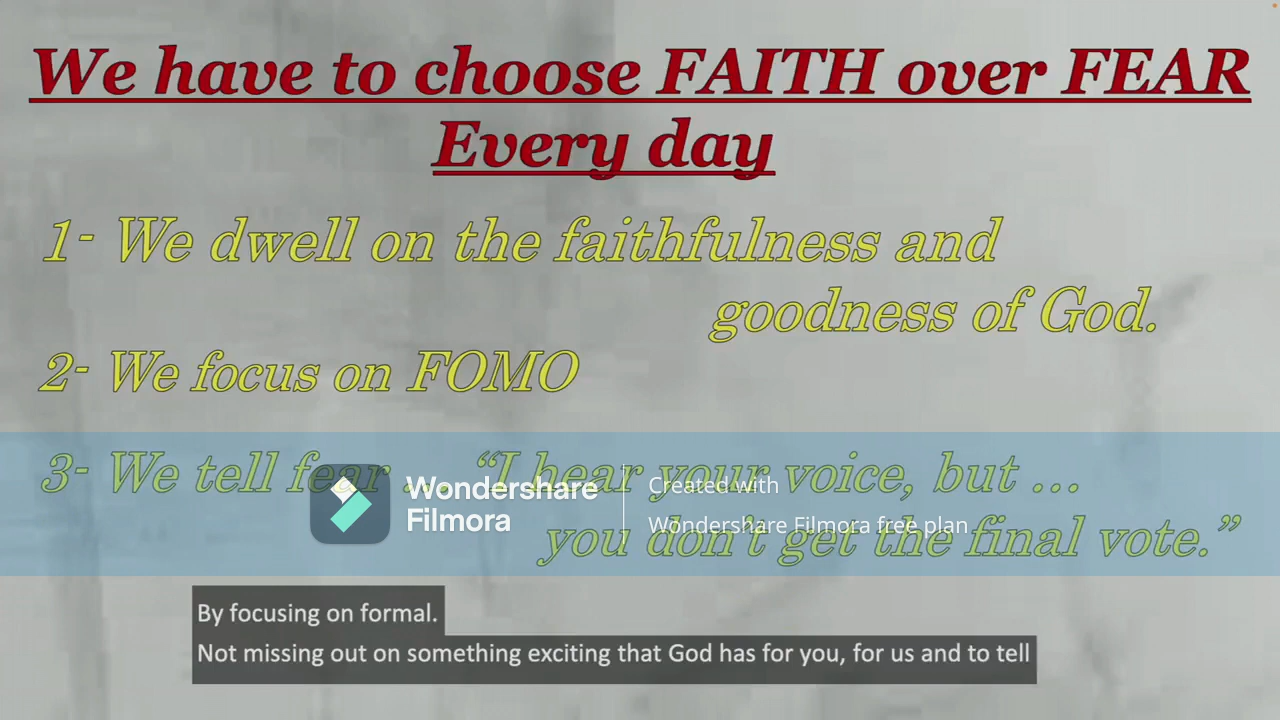 We have to choose FAITH over FEAR
Every day
1- We dwell on the faithfulness and
goodness of God.
2- We focus on FOMO
3- We tell fear ... “I hear your voice, but ...
you don't get the final vote.”
Wondershare
Filmora
Created with
Wondershare Filmora free plan
By focusing on formal.
Not missing out on something exciting that God has for you, for us and to tell